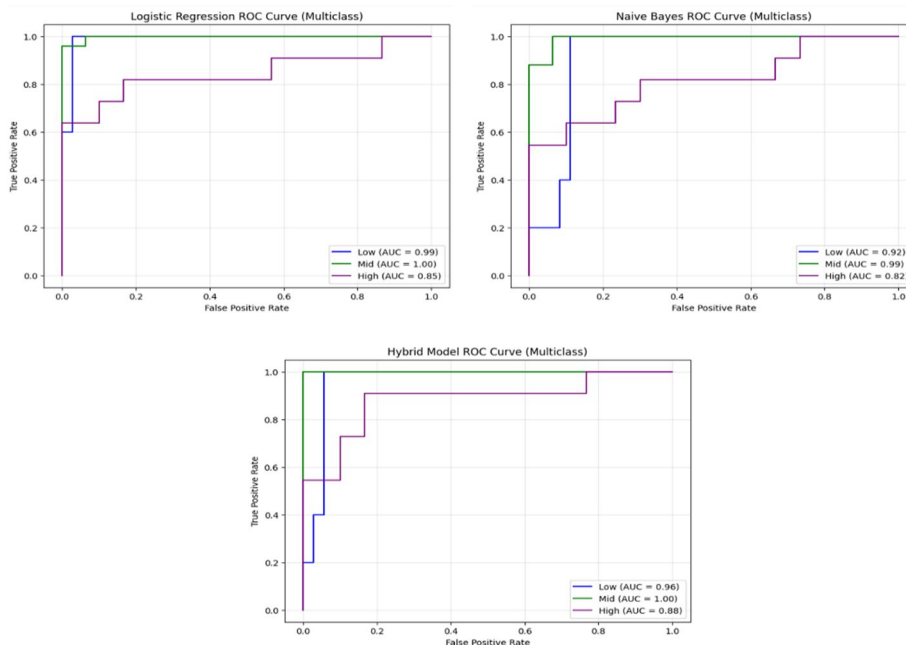 Logistic Regression ROC Curve (Multiclass)
True Positive Rate
1.0
0.8
0.6
0.4
0.2
0.0
Low (AUC = 0.99)
Mid (AUC = 1.00)
High (AUC = 0.85)
0.0 0.2 0.4 0.6 0.8 1.0
False Positive Rate
Naive Bayes ROC Curve (Multiclass)
True Positive Rate
1.0
0.8
0.6
0.4
0.2
0.0
Low (AUC = 0.92)
Mid (AUC = 0.99)
High (AUC = 0.82)
0.0 0.2 0.4 0.6 0.8 1.0
False Positive Rate
Hybrid Model ROC Curve (Multiclass)
True Positive Rate
1.0
0.8
0.6
0.4
0.2
0.0
Low (AUC = 0.96)
Mid (AUC = 1.00)
High (AUC = 0.88)
0.0 0.2 0.4 0.6 0.8 1.0
False Positive Rate